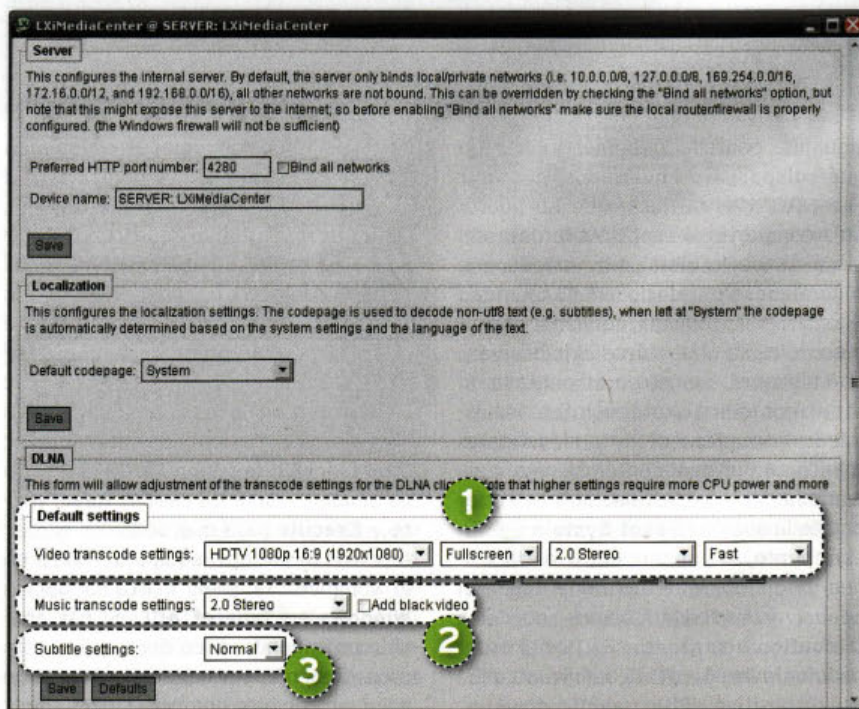 LXiMediaCenter @ SERVER: LXiMediaCenter
Server
This configures the internal server. By default, the server only binds local/private networks (i.e. 10.0.0.0/8, 127.0.0.0/8, 169.254.0.0/16,
172.16.0.0/12, and 192.168.0.0/16), all other networks are not bound. This can be overridden by checking the "Bind all networks" option, but
note that this might expose this server to the internet; so before enabling "Bind all networks" make sure the local router/firewall is properly
configured. (the Windows firewall will not be sufficient)
Preferred HTTP port number: 4280 Bind all networks
Device name: SERVER: LXiMediaCenter
Save
Localization
This configures the localization settings. The codepage is used to decode non-utf8 text (e.g. subtitles), when left at "System" the codepage
is automatically determined based on the system settings and the language of the text.
Default codepage: System
Save
DLNA
This form will allow adjustment of the transcode settings for the DLNA Note that higher settings require more CPU power and more
1
Default settings
Video transcode settings: HDTV 1080p 16:9 (1920x1080) Fullscreen 2.0 Stereo Fast
Music transcode settings: 2.0 Stereo Add black video
2
Subtitle settings: Normal
3
Save Defaults